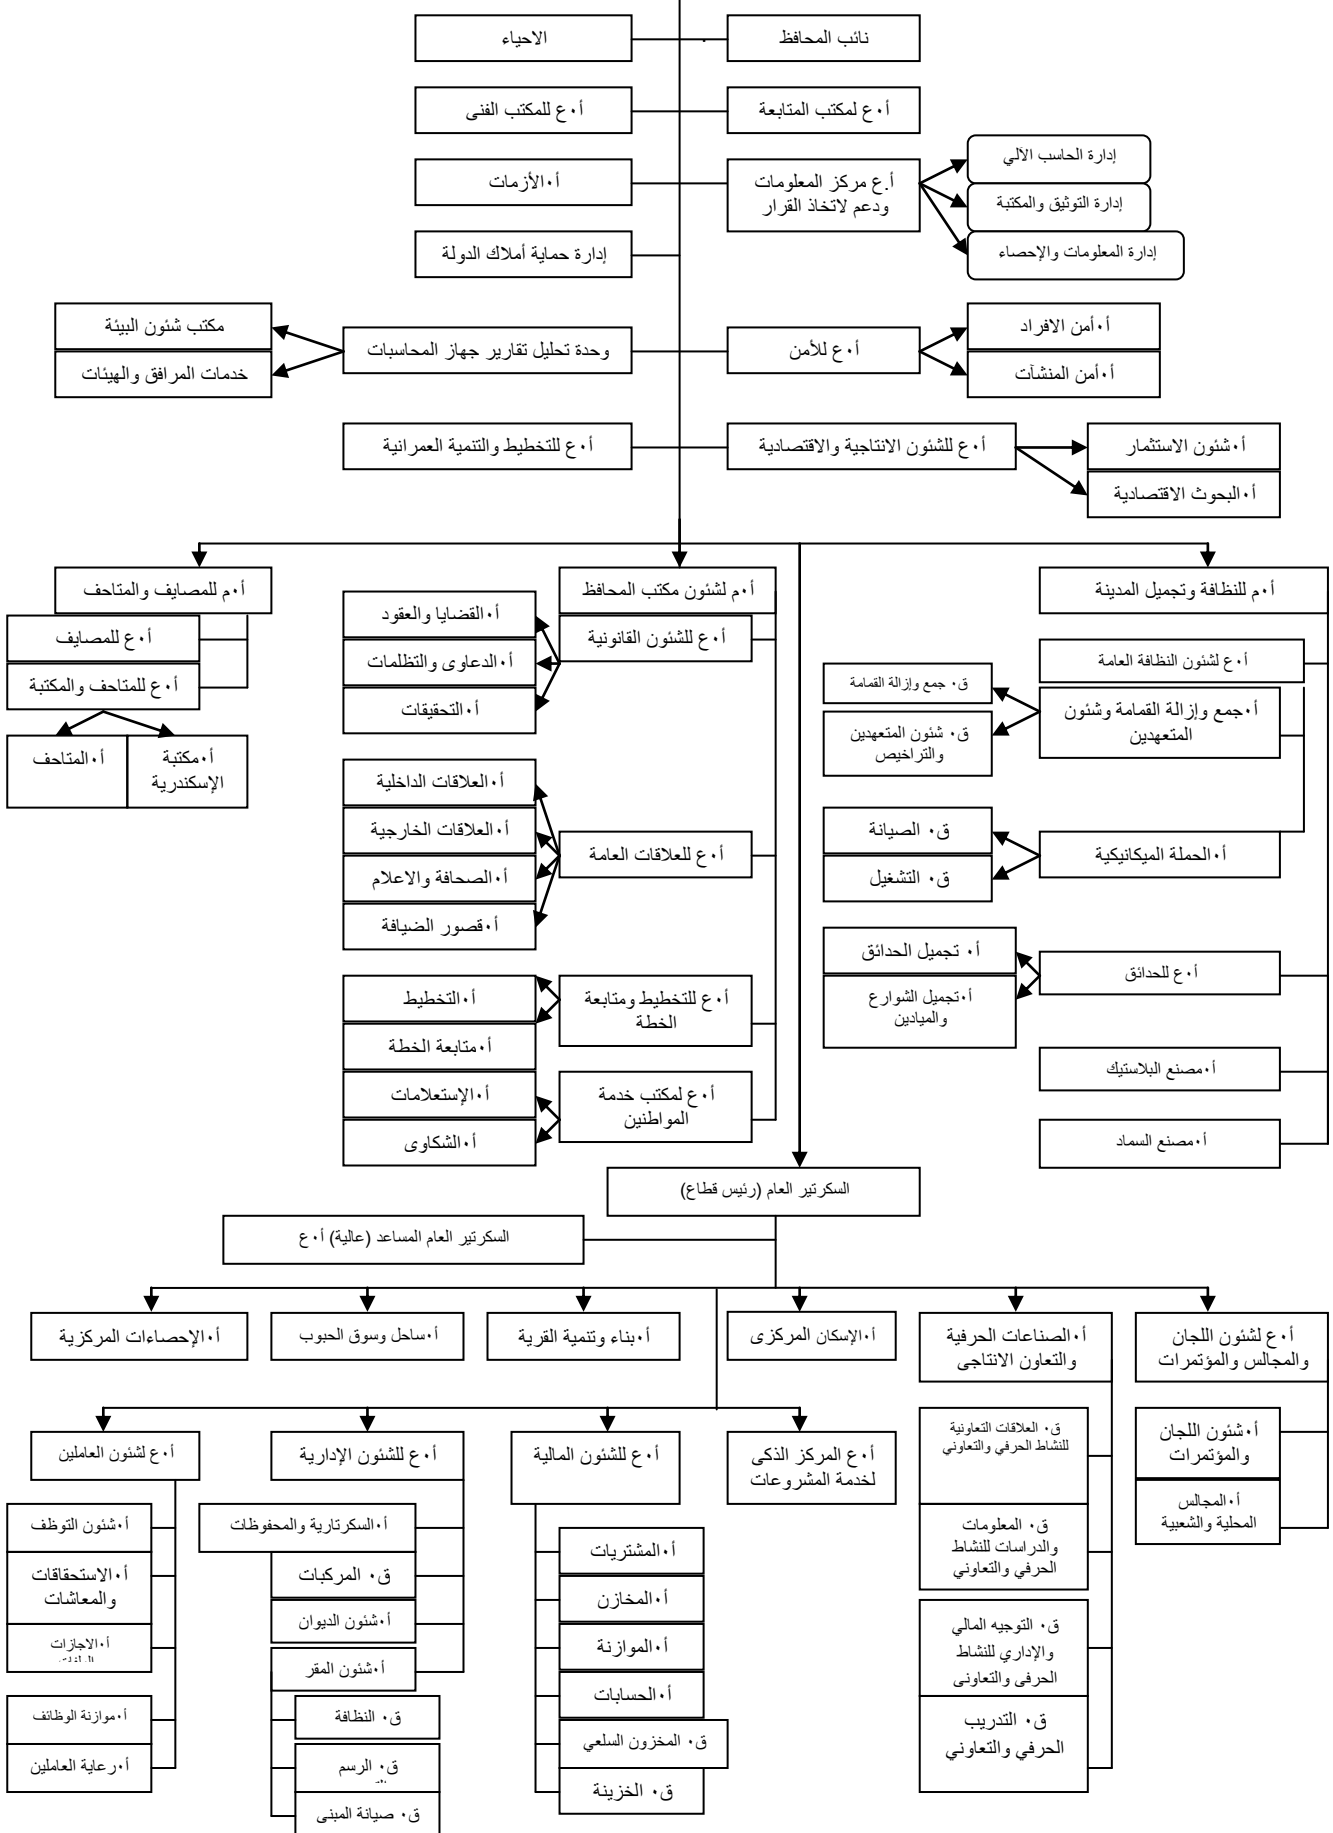 نائب المحافظ
الاحياء
أ٠ع لمكتب المتابعة
أ٠ع للمكتب الفنى
إدارة الحاسب الآلي
أ.ع مركز المعلومات
ودعم لاتخاذ القرار
أ٠الأزمات
إدارة التوثيق والمكتبة
إدارة المعلومات والإحصاء
إدارة حماية أملاك الدولة
أ٠أمن الافراد
أ٠ع للأمن
وحدة تحليل تقارير جهاز المحاسبات
مكتب شئون البيئة
أ٠أمن المنشآت
خدمات المرافق والهيئات
أ٠شئون الاستثمار
أ٠ع للشئون الانتاجية والاقتصادية
أ٠ع للتخطيط والتنمية العمرانية
أ٠البحوث الاقتصادية
أ٠م للنظافة وتجميل المدينة
أ٠م لشئون مكتب المحافظ
أ٠م للمصايف والمتاحف
أ٠ع لشئون النظافة العامة
أ٠جمع وإزالة القمامة وشئون
المتعهدين
ق٠ جمع وإزالة القمامة
ق٠ شئون المتعهدين
والتراخيص
أ٠الحملة الميكانيكية
ق٠ الصيانة
ق٠ التشغيل
أ٠ع للحدائق
أ٠ تجميل الحدائق
أ٠تجميل الشوارع
والميادين
أ٠مصنع البلاستيك
أ٠مصنع السماد
أ٠ع للشئون القانونية
أ٠القضايا والعقود
أ٠الدعاوى والتظلمات
أ٠التحقيقات
أ٠ع للعلاقات العامة
أ٠العلاقات الداخلية
أ٠العلاقات الخارجية
أ٠الصحافة والاعلام
أ٠قصور الضيافة
أ٠ع للتخطيط ومتابعة
الخطة
أ٠التخطيط
أ٠متابعة الخطة
أ٠ع لمكتب خدمة
المواطنين
أ٠الإستعلامات
أ٠الشكاوى
أ٠ع للمصايف
أ٠ع للمتاحف والمكتبة
أ٠مكتبة
الإسكندرية
أ٠المتاحف
السكرتير العام (رئيس قطاع)
السكرتير العام المساعد (عالية) أ٠ع
أ٠ع لشئون اللجان
والمجالس والمؤتمرات
أ٠الصناعات الحرفية
والتعاون الانتاجى
أ٠الإسكان المركزى
أ٠بناء وتنمية القرية
أ٠ساحل وسوق الحبوب
أ٠الإحصاءات المركزية
أ٠شئون اللجان
والمؤتمرات
أ٠المجالس
المحلية والشعبية
ق٠ العلاقات التعاونية
للنشاط الحرفي والتعاوني
ق٠ المعلومات
والدراسات للنشاط
الحرفي والتعاوني
ق٠ التوجيه المالي
والإداري للنشاط
الحرفى والتعاونى
ق٠ التدريب
الحرفي والتعاوني
أ٠ع المركز الذكى
لخدمة المشروعات
أ٠ع للشئون المالية
أ٠ع للشئون الإدارية
أ٠ع لشئون العاملين
أ٠المشتريات
أ٠المخازن
أ٠الموازنة
أ٠الحسابات
ق٠ المخزون السلعي
ق٠ الخزينة
أ٠السكرتارية والمحفوظات
ق٠ المركبات
أ٠شئون الديوان
أ٠شئون المقر
ق٠ النظافة
ق٠ الرسم
ق٠ صيانة المبنى
أ٠شئون التوظف
أ٠الاستحقاقات
والمعاشات
أ٠الاجازات
أ٠موازنة الوظائف
أ٠رعاية العاملين